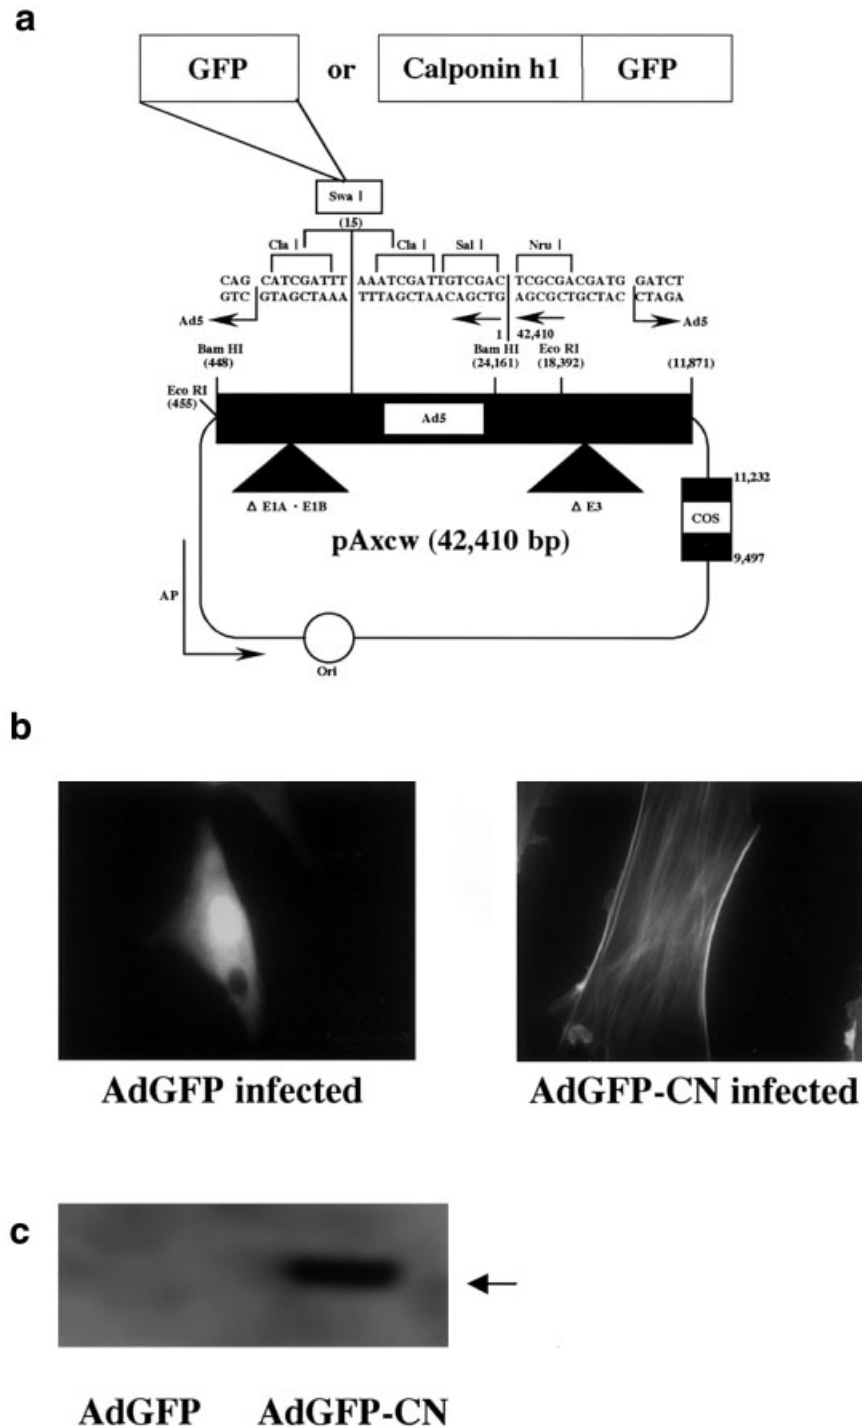 a
GFP or Calponin h1 GFP
Swa I
(15)
Cla I Cla I Sal I Nru I
CAG CATCGATTT AAATCGATTGTCGAC TCGCGACGATG GATCT
GTC GTAGCTAAA TTTAGCTAACAGCTG AGCGCTGCTAC CTAGA
Ad5 Ad5
1 42,410
Bam HI Bam HI Eco RI
(448) (24,161) (18,392) (11,871)
Eco RI
(455)
Ad5
Δ E1A・E1B Δ E3
11,232
COS
9,497
pAxcw (42,410 bp)
AP
Ori
b
AdGFP infected AdGFP-CN infected
c
AdGFP AdGFP-CN